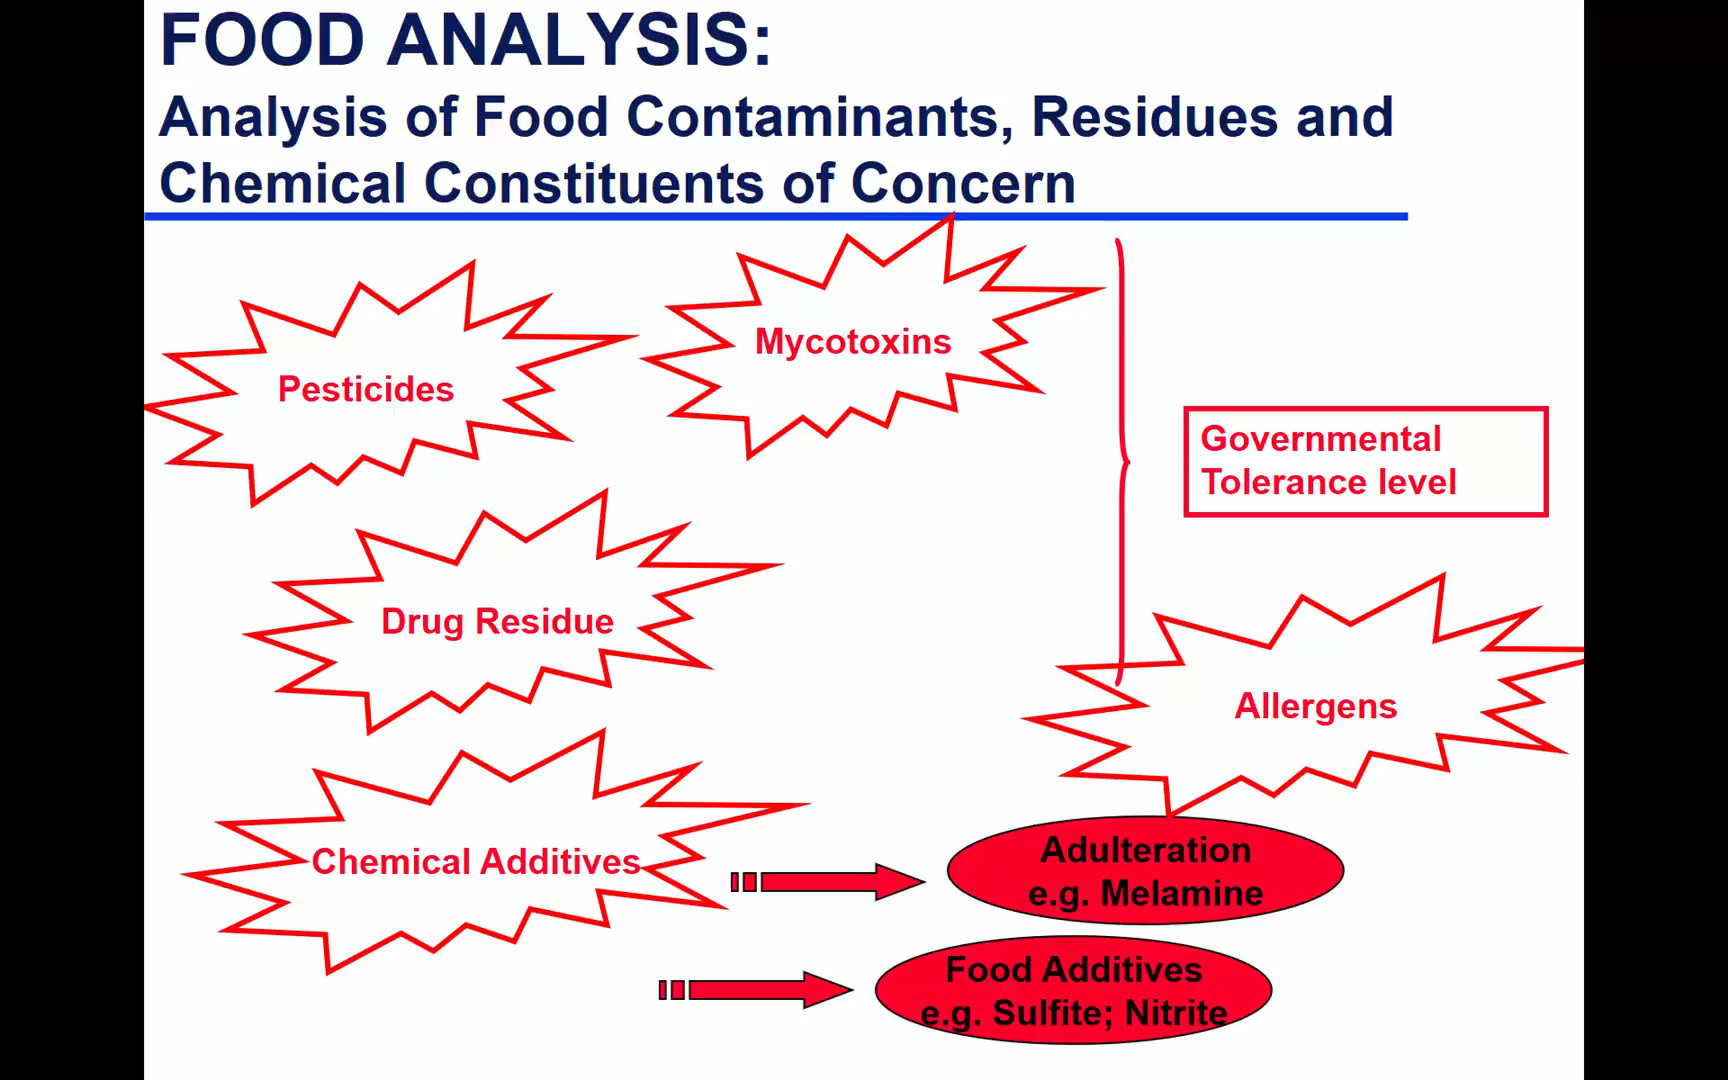 FOOD ANALYSIS:
Analysis of Food Contaminants, Residues and
Chemical Constituents of Concern
Mycotoxins
Pesticides
Governmental
Tolerance level
Drug Residue
Allergens
Chemical Additives
Adulteration
e.g. Melamine
Food Additives
e.g. Sulfite; Nitrite